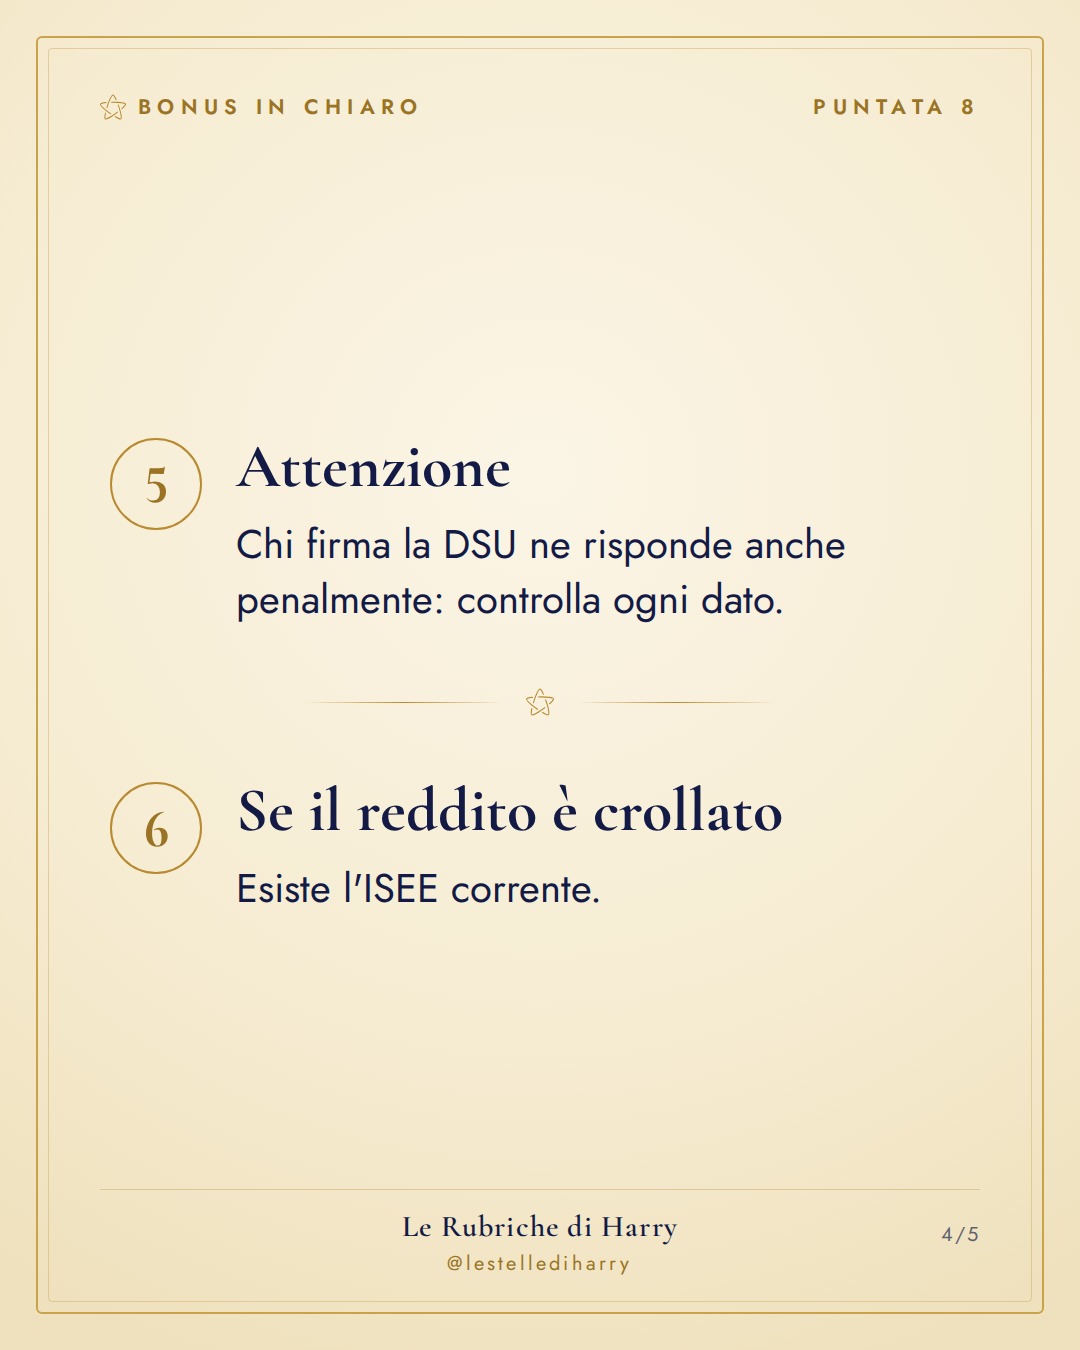 BONUS IN CHIARO
PUNTATA 8
5
Attenzione
Chi firma la DSU ne risponde anche
penalmente: controlla ogni dato.
6
Se il reddito è crollato
Esiste l'ISEE corrente.
Le Rubriche di Harry
4/5
@lestellediharry